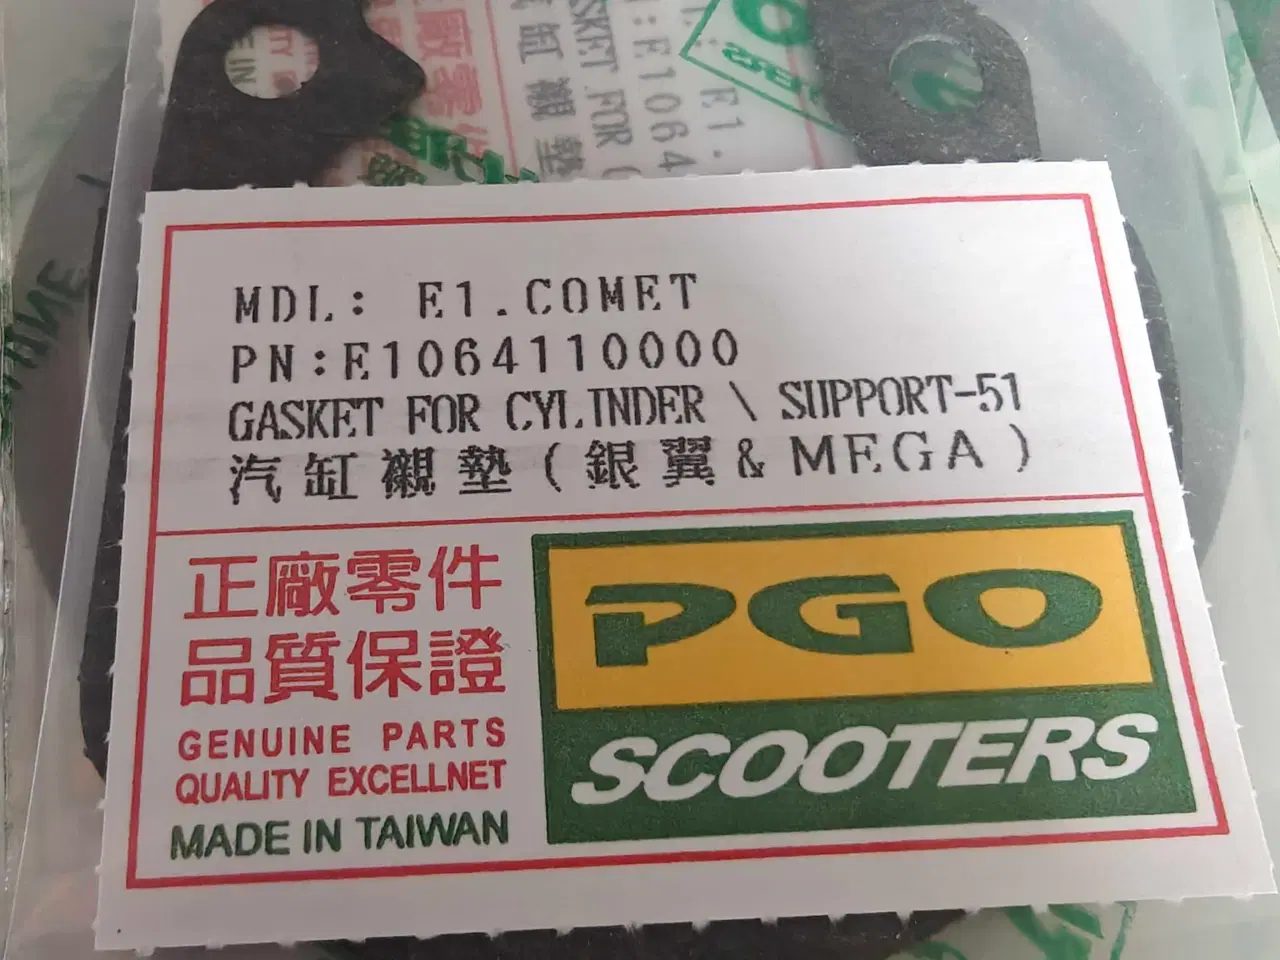 MDL: E1.COMET
PN:E1064110000
GASKET FOR CYLINDER \ SUPPORT-51
汽缸襯墊(銀翼&MEGA)
正廠零件
品質保證
GENUINE PARTS
QUALITY EXCELLNET
MADE IN TAIWAN
PGO
SCOOTERS